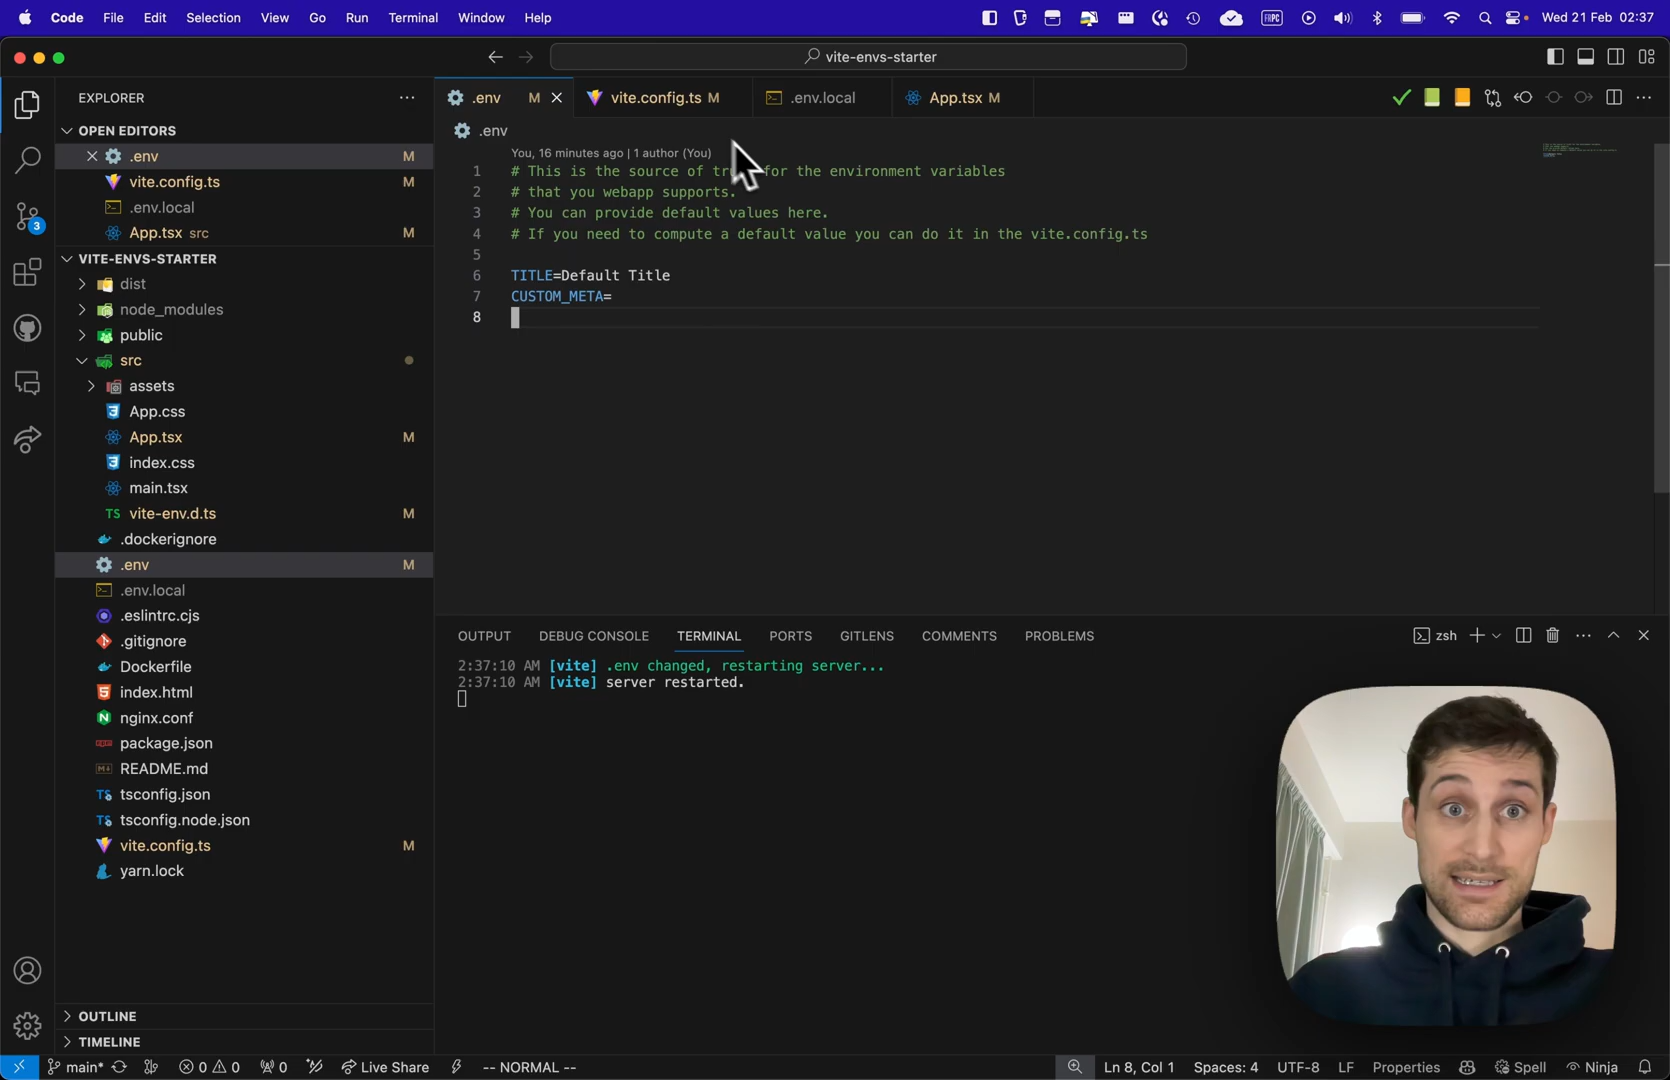 Code File Edit Selection View Go Run Terminal Window Help
FRPC
Wed 21 Feb 02:37
vite-envs-starter
EXPLORER
OPEN EDITORS
.env M
vite.config.ts M
.env.local
App.tsx src M
VITE-ENVS-STARTER
dist
node_modules
public
src
assets
App.css
App.tsx M
index.css
main.tsx
TS vite-env.d.ts M
.dockerignore
.env M
.env.local
.eslintrc.cjs
.gitignore
Dockerfile
index.html
nginx.conf
package.json
README.md
TS tsconfig.json
TS tsconfig.node.json
vite.config.ts M
yarn.lock
OUTLINE
TIMELINE
3
.env M
vite.config.ts M
.env.local
App.tsx M
.env
You, 16 minutes ago | 1 author (You)
1 # This is the source of for the environment variables
2 # that you webapp supports.
3 # You can provide default values here.
4 # If you need to compute a default value you can do it in the vite.config.ts
5
6 TITLE=Default Title
7 CUSTOM_META=
8
OUTPUT DEBUG CONSOLE TERMINAL PORTS GITLENS COMMENTS PROBLEMS
zsh
2:37:10 AM [vite] .env changed, restarting server...
2:37:10 AM [vite] server restarted.
main* 0 0 0 Live Share -- NORMAL -- Ln 8, Col 1 Spaces: 4 UTF-8 LF Properties Spell Ninja